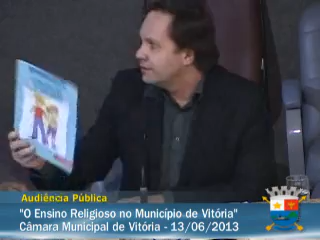 Audiência Pública
"O Ensino Religioso no Município de Vitória"
Câmara Municipal de Vitória - 13/06/2013